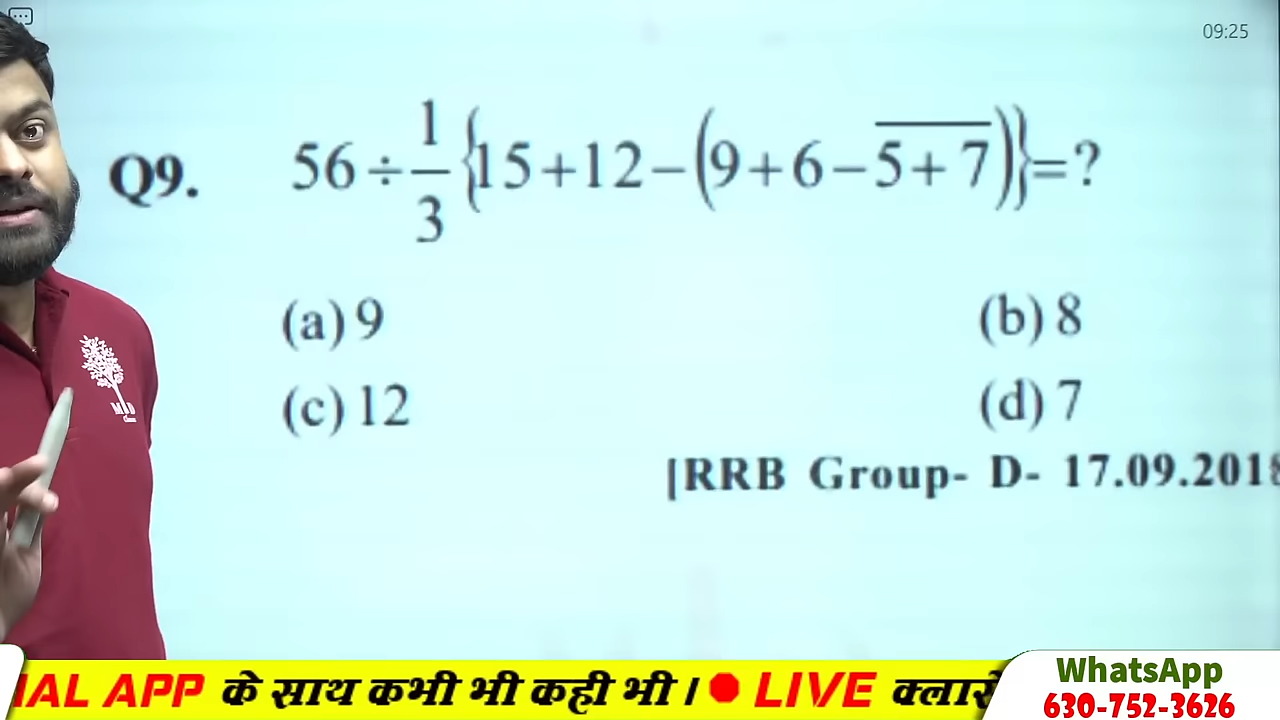 09:25
Q9. 56 ÷ 1/3 {15+12−(9+6−5̅ ̅+̅ ̅7̅)}=?
(a) 9 (b) 8
(c) 12 (d) 7
[RRB Group- D- 17.09.2018
IAL APP के साथ कभी भी कही भी । LIVE क्लासे
WhatsApp
630-752-3626